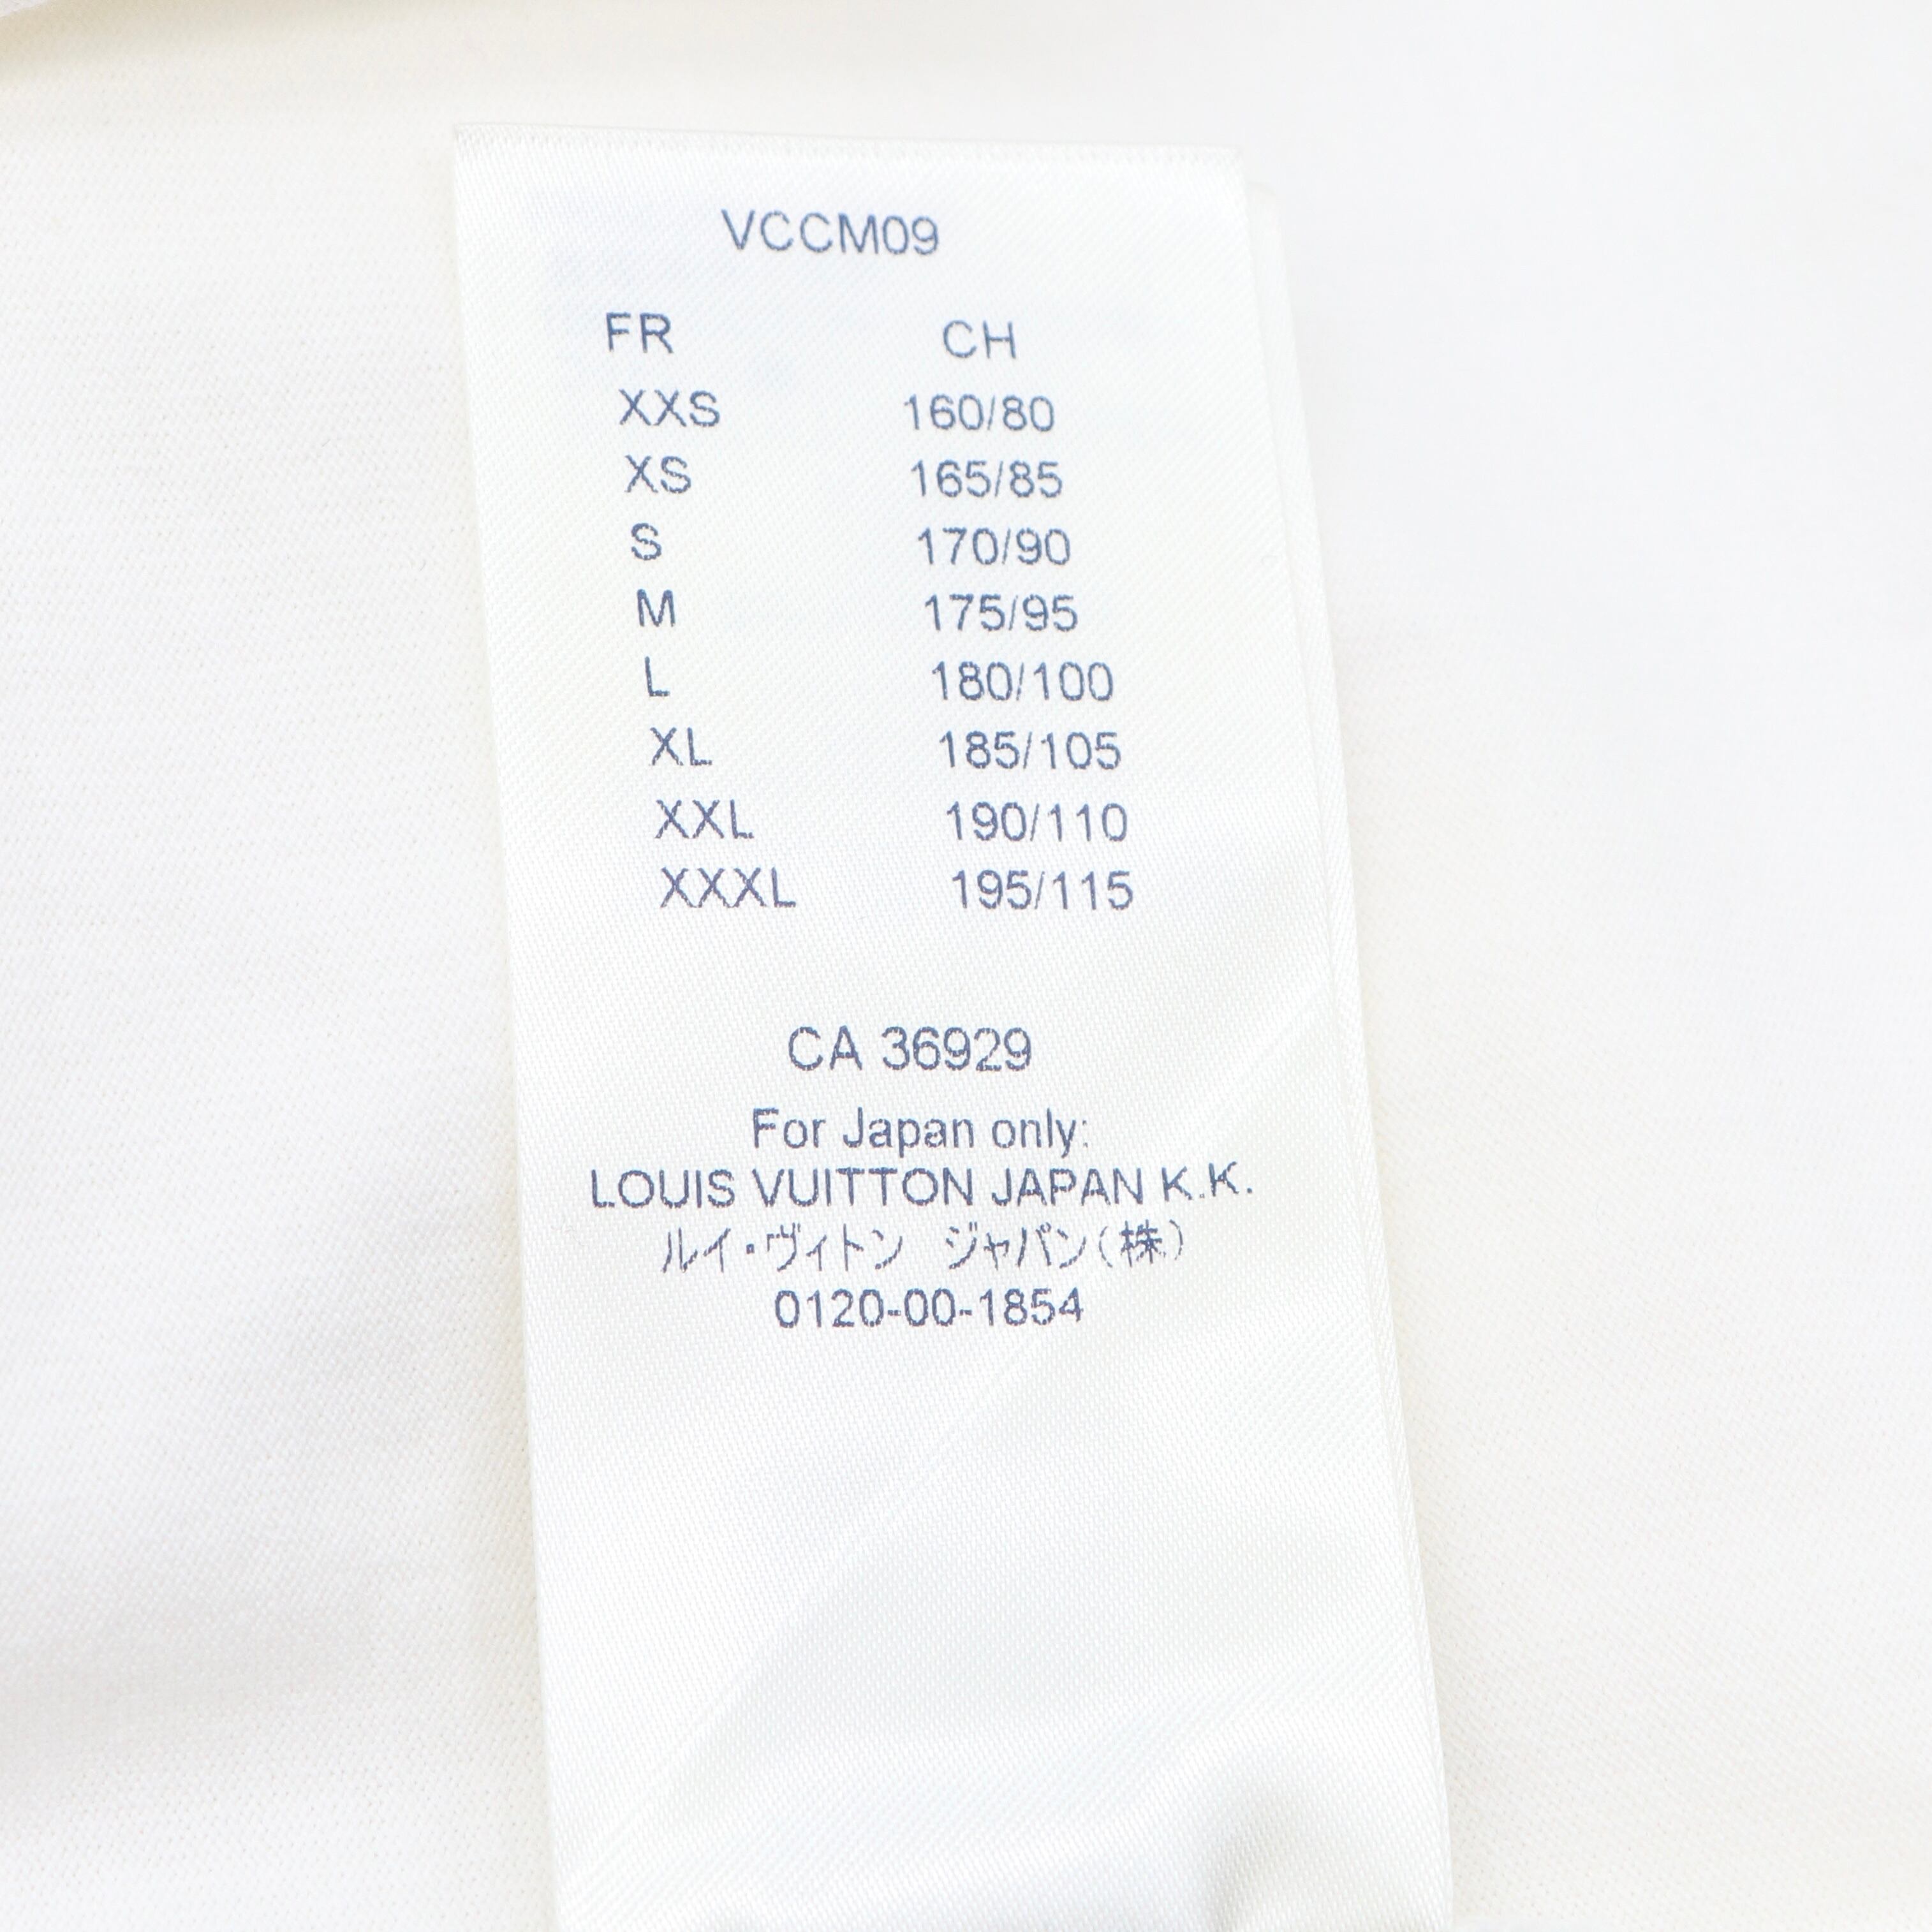 VCCM09
FR CH
XXS 160/80
XS 165/85
S 170/90
M 175/95
L 180/100
XL 185/105
XXL 190/110
XXXL 195/115
CA 36929
For Japan only:
LOUIS VUITTON JAPAN K.K.
ルイ・ヴィトン ジャパン(株)
0120-00-1854